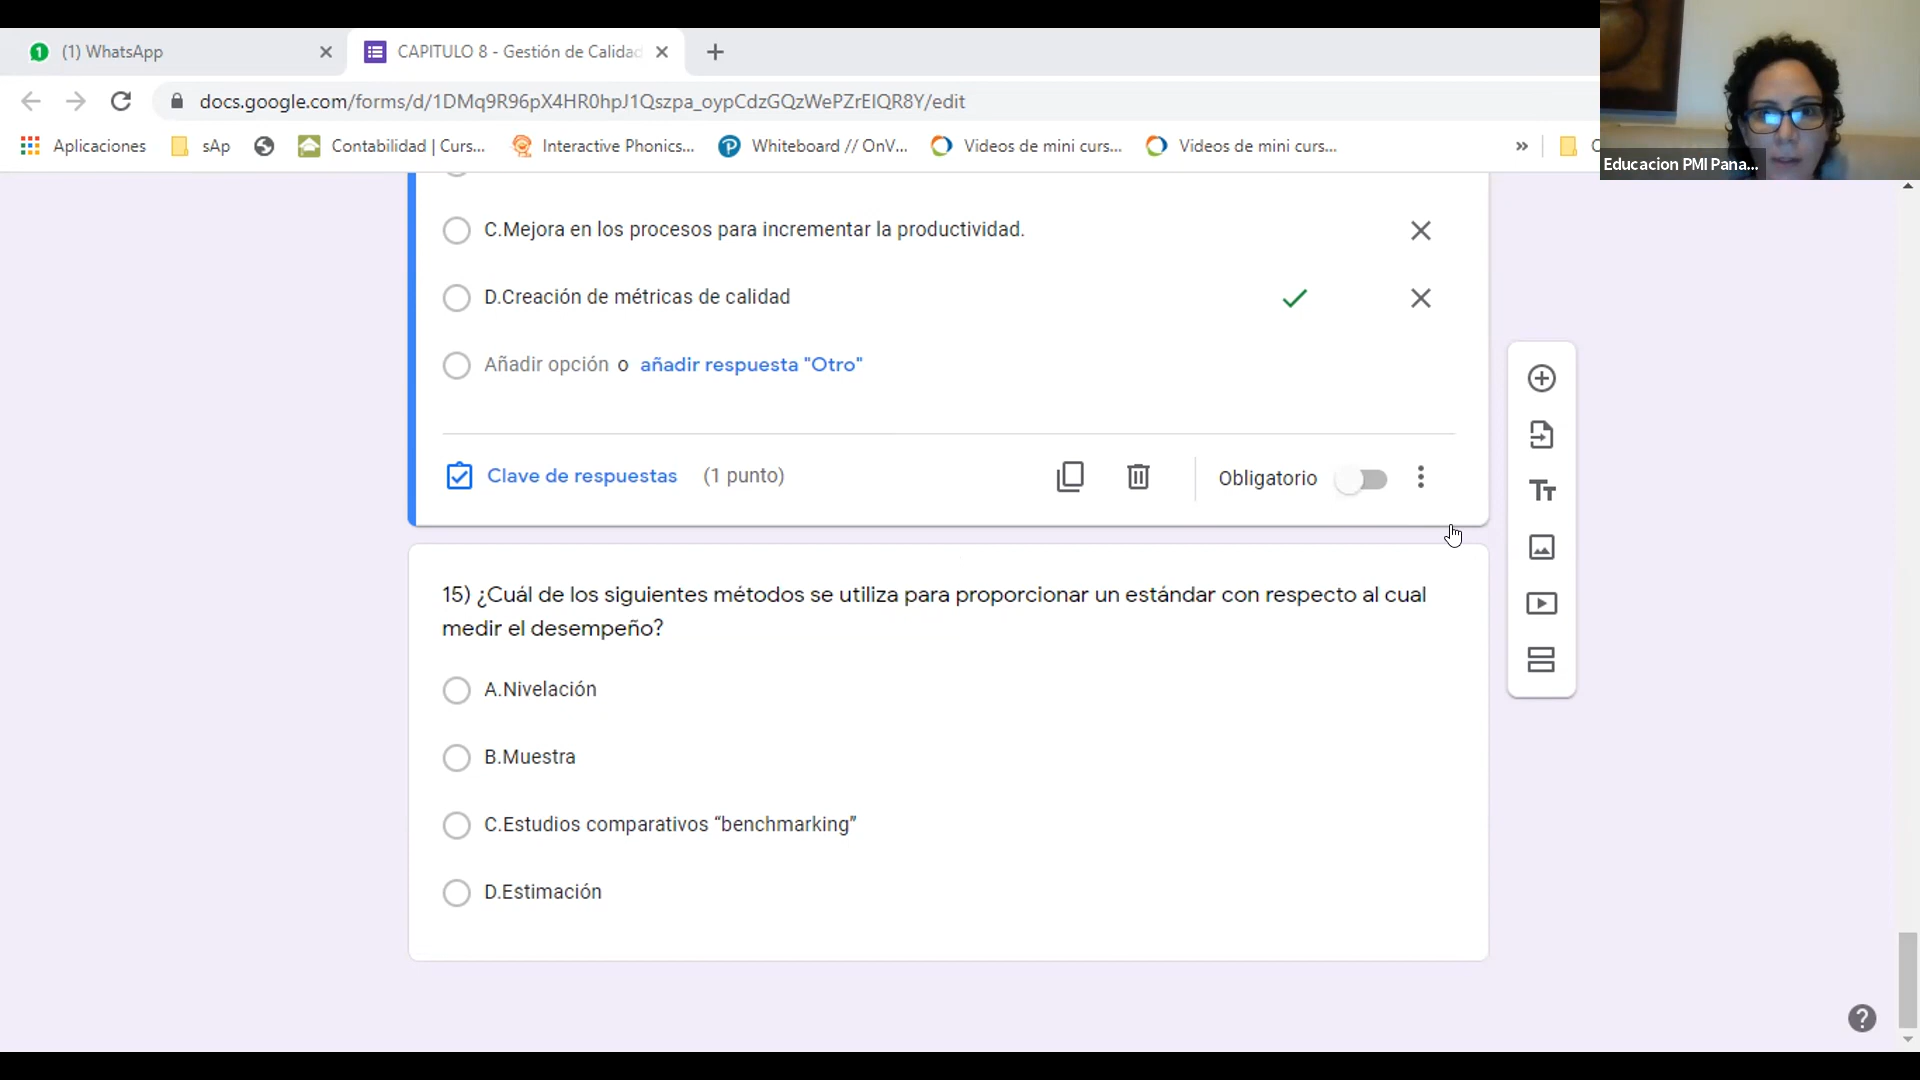 1 (1) WhatsApp
CAPITULO 8 - Gestión de Calidad
docs.google.com/forms/d/1DMq9R96pX4HR0hpJ1Qszpa_oypCdzGQzWePZrEIQR8Y/edit
Aplicaciones sAp Contabilidad | Curs... Interactive Phonics... Whiteboard // OnV... Videos de mini curs... Videos de mini curs... »
Educacion PMI Pana...
C.Mejora en los procesos para incrementar la productividad.
D.Creación de métricas de calidad
Añadir opción o añadir respuesta "Otro"
Clave de respuestas (1 punto) Obligatorio
15) ¿Cuál de los siguientes métodos se utiliza para proporcionar un estándar con respecto al cual
medir el desempeño?
A.Nivelación
B.Muestra
C.Estudios comparativos “benchmarking”
D.Estimación